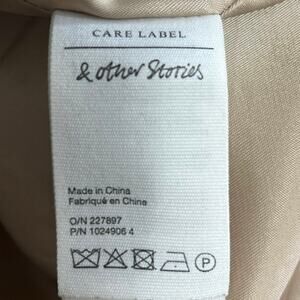 CARE LABEL
& other Stories
Made in China
Fabriqué en Chine
O/N 227897
P/N 1024906 4
P